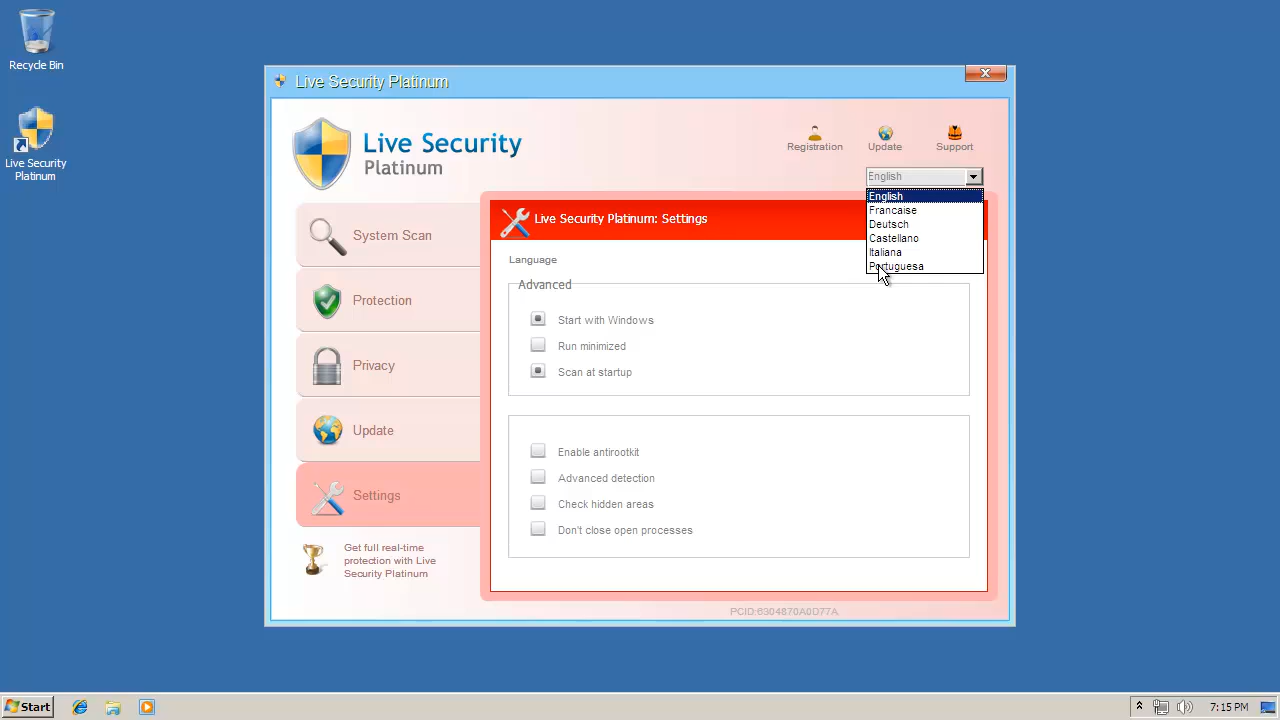 Recycle Bin
Live Security
Platinum
Live Security Platinum
Live Security
Platinum
Registration
Update
Support
English
English
Francaise
Deutsch
Castellano
Italiana
Portuguesa
System Scan
Protection
Privacy
Update
Settings
Get full real-time
protection with Live
Security Platinum
Live Security Platinum: Settings
Language
Advanced
Start with Windows
Run minimized
Scan at startup
Enable antirootkit
Advanced detection
Check hidden areas
Don't close open processes
PCID:6304870A0D77A
Start
7:15 PM